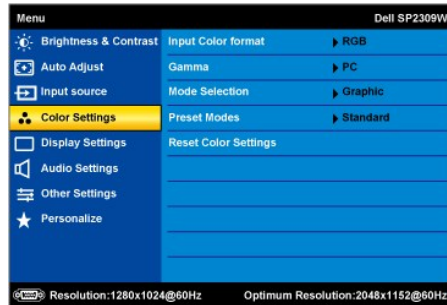 Menu Dell SP2309W
Brightness & Contrast Input Color format RGB
Auto Adjust Gamma PC
Input source Mode Selection Graphic
Color Settings Preset Modes Standard
Display Settings Reset Color Settings
Audio Settings
Other Settings
Personalize
Resolution:1280x1024@60Hz Optimum Resolution:2048x1152@60Hz